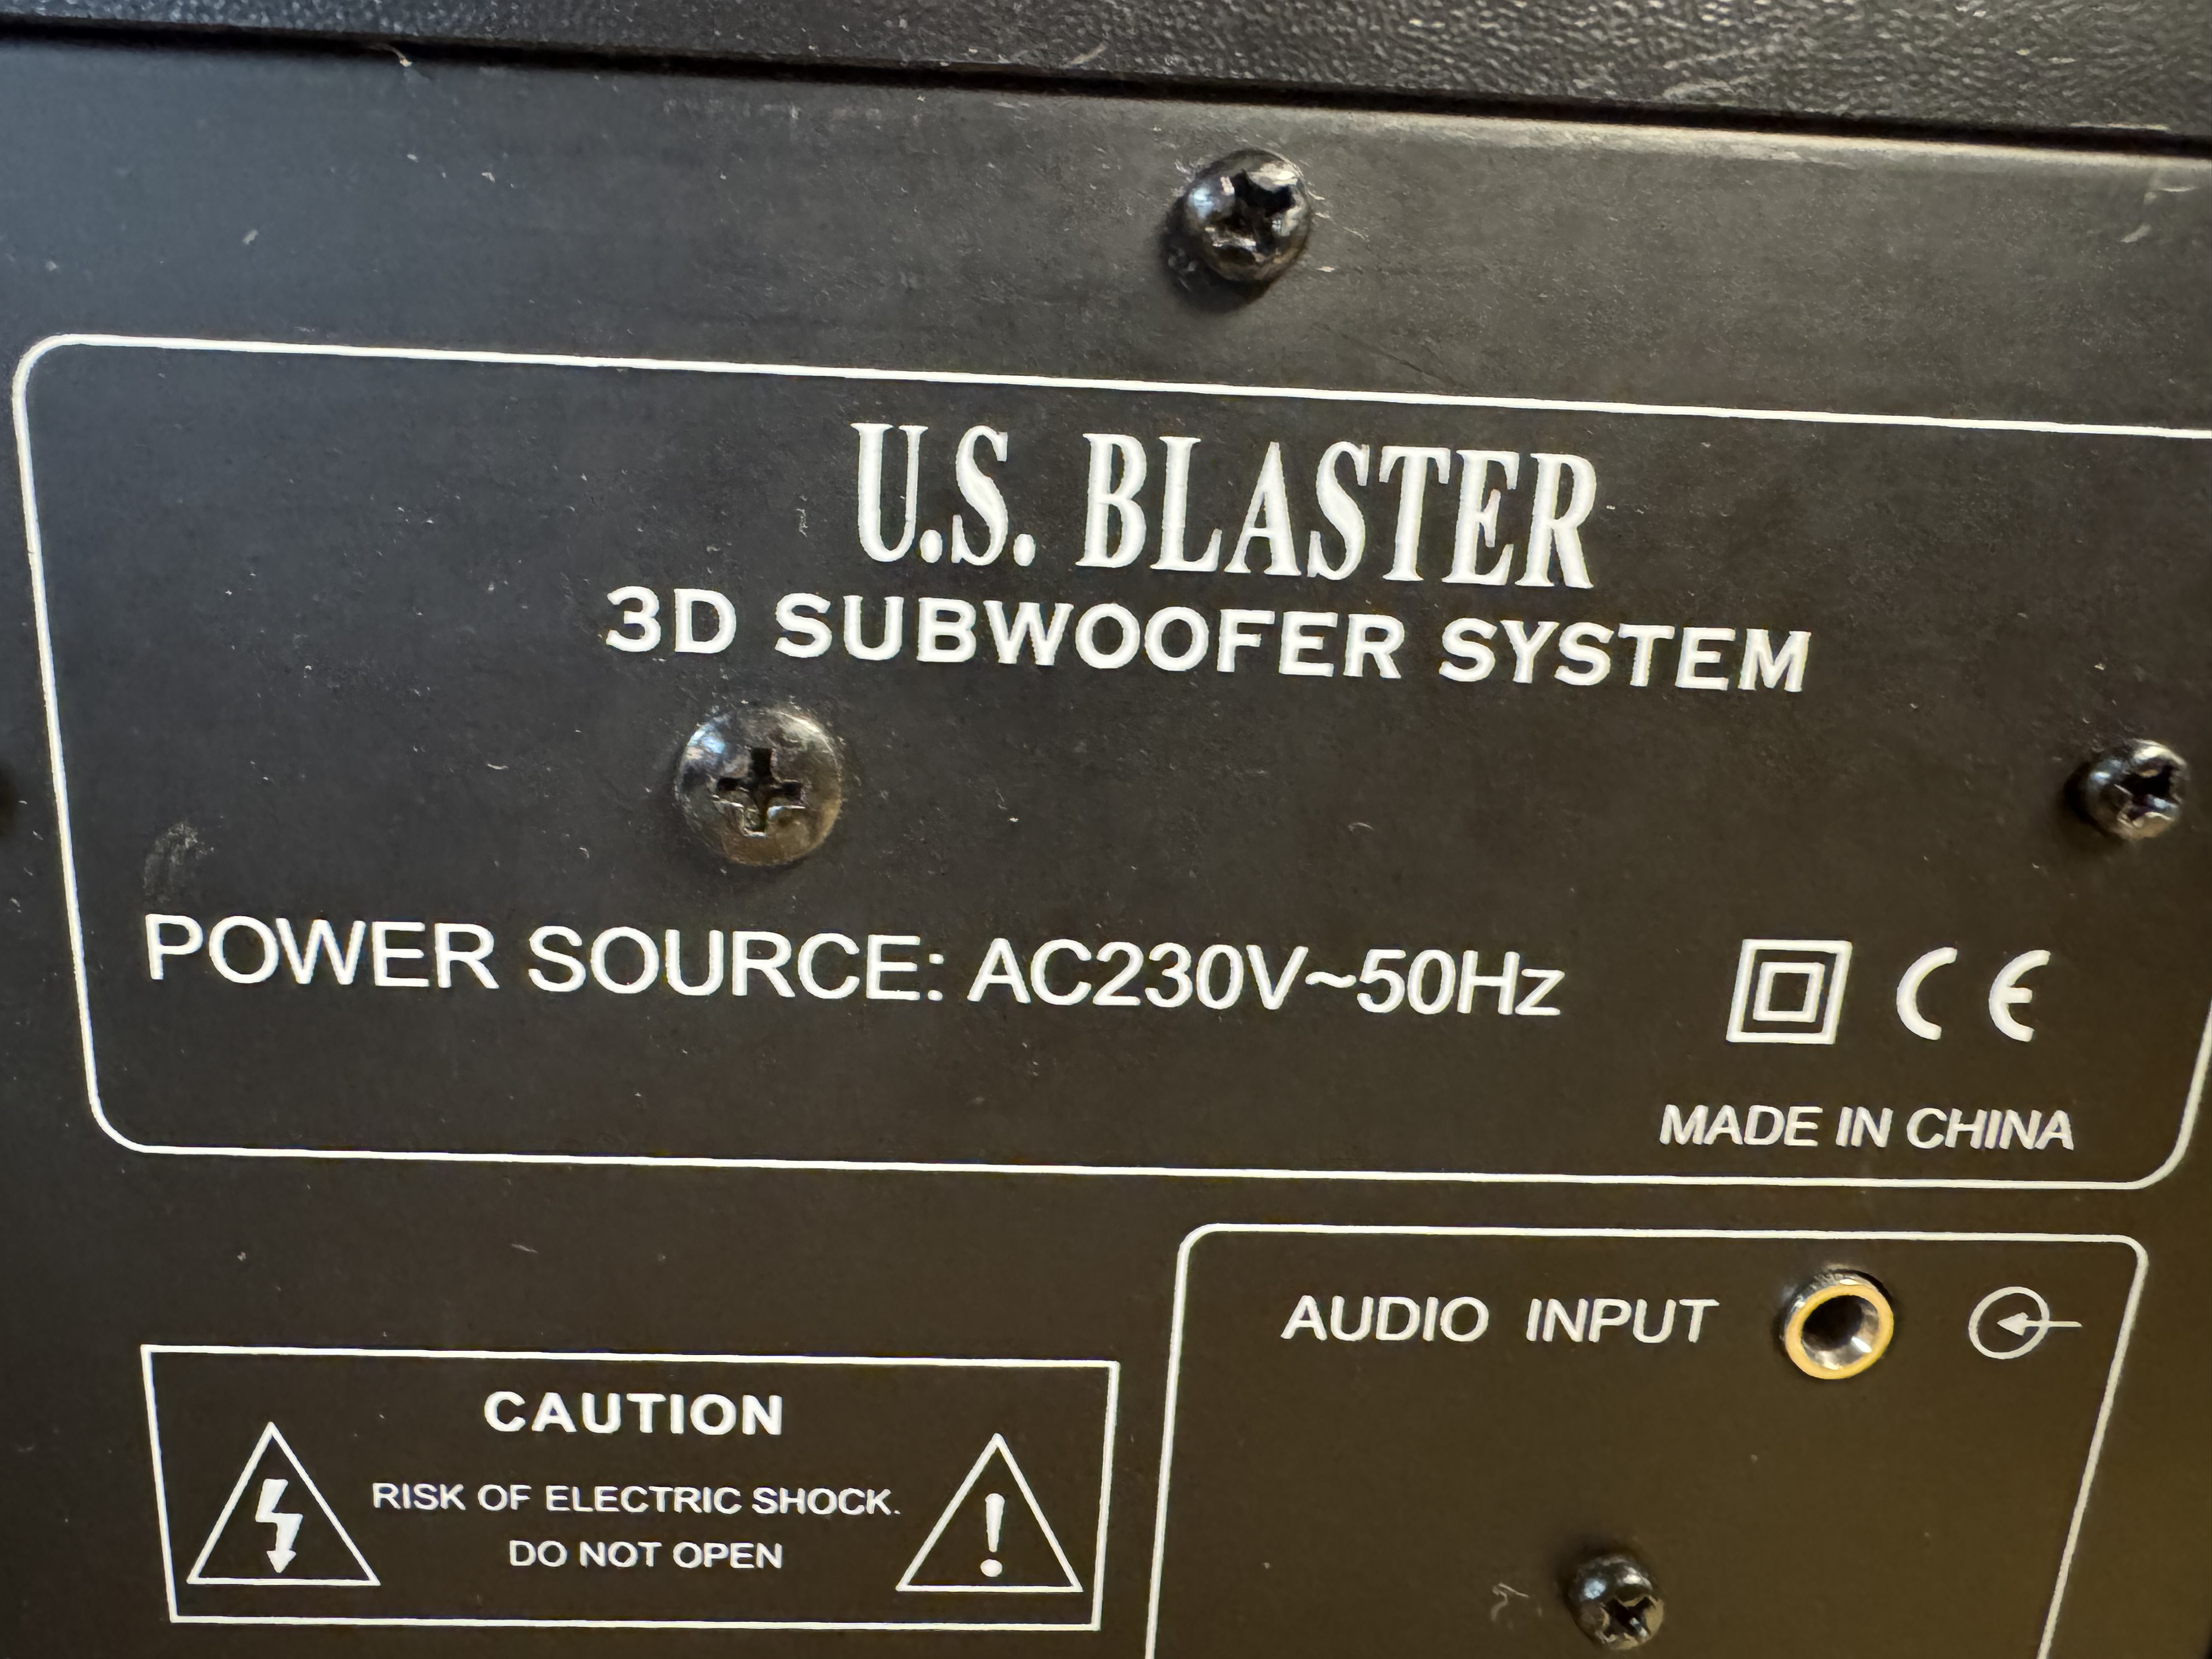 U.S. BLASTER
3D SUBWOOFER SYSTEM
POWER SOURCE: AC230V~50Hz
CE
MADE IN CHINA
AUDIO INPUT
CAUTION
RISK OF ELECTRIC SHOCK.
DO NOT OPEN